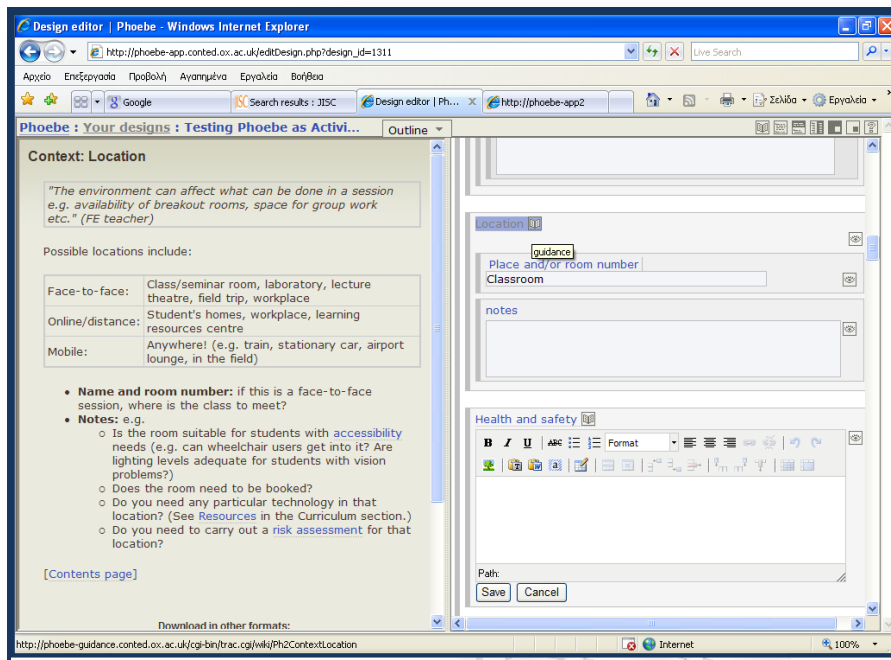 Design editor | Phoebe - Windows Internet Explorer
http://phoebe-app.conted.ox.ac.uk/editDesign.php?design_id=1311
Live Search
Αρχείο Επεξεργασία Προβολή Αγαπημένα Εργαλεία Βοήθεια
Google
Search results : JISC
Design editor | Ph...
http://phoebe-app2
Σελίδα
Εργαλεία
Phoebe : Your designs : Testing Phoebe as Activi...
Outline
Context: Location
"The environment can affect what can be done in a session
e.g. availability of breakout rooms, space for group work
etc." (FE teacher)
Possible locations include:
Face-to-face: Class/seminar room, laboratory, lecture
theatre, field trip, workplace
Online/distance: Student's homes, workplace, learning
resources centre
Mobile: Anywhere! (e.g. train, stationary car, airport
lounge, in the field)
• Name and room number: if this is a face-to-face
session, where is the class to meet?
• Notes: e.g.
○ Is the room suitable for students with accessibility
needs (e.g. can wheelchair users get into it? Are
lighting levels adequate for students with vision
problems?)
○ Does the room need to be booked?
○ Do you need any particular technology in that
location? (See Resources in the Curriculum section.)
○ Do you need to carry out a risk assessment for that
location?
[Contents page]
Download in other formats:
Location
guidance
Place and/or room number
Classroom
notes
Health and safety
B I U ABC Format
Path:
Save Cancel
http://phoebe-guidance.conted.ox.ac.uk/cgi-bin/trac.cgi/wiki/Ph2ContextLocation
Internet
100%